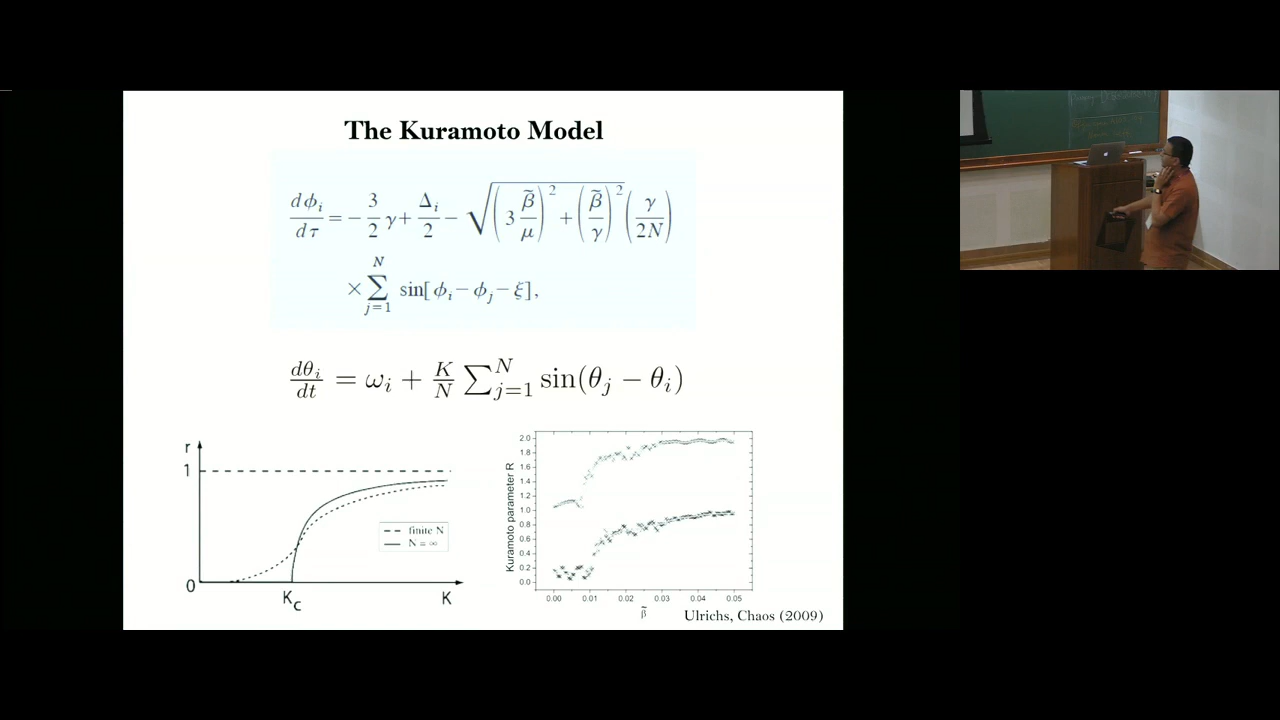 The Kuramoto Model
dϕ_i/dτ = −3/2 γ + Δ_i/2 − √((3 β̃/μ)² + (β̃/γ)²) (γ/2N)
× ∑_{j=1}^{N} sin[ϕ_i − ϕ_j − ξ],
dθ_i/dt = ω_i + K/N ∑_{j=1}^{N} sin(θ_j − θ_i)
r
1
finite N
N = ∞
0
K_c
K
Kuramoto parameter R
2.0
1.8
1.6
1.4
1.2
1.0
0.8
0.6
0.4
0.2
0.0
0.00 0.01 0.02 0.03 0.04 0.05
β̃
Ulrichs, Chaos (2009)